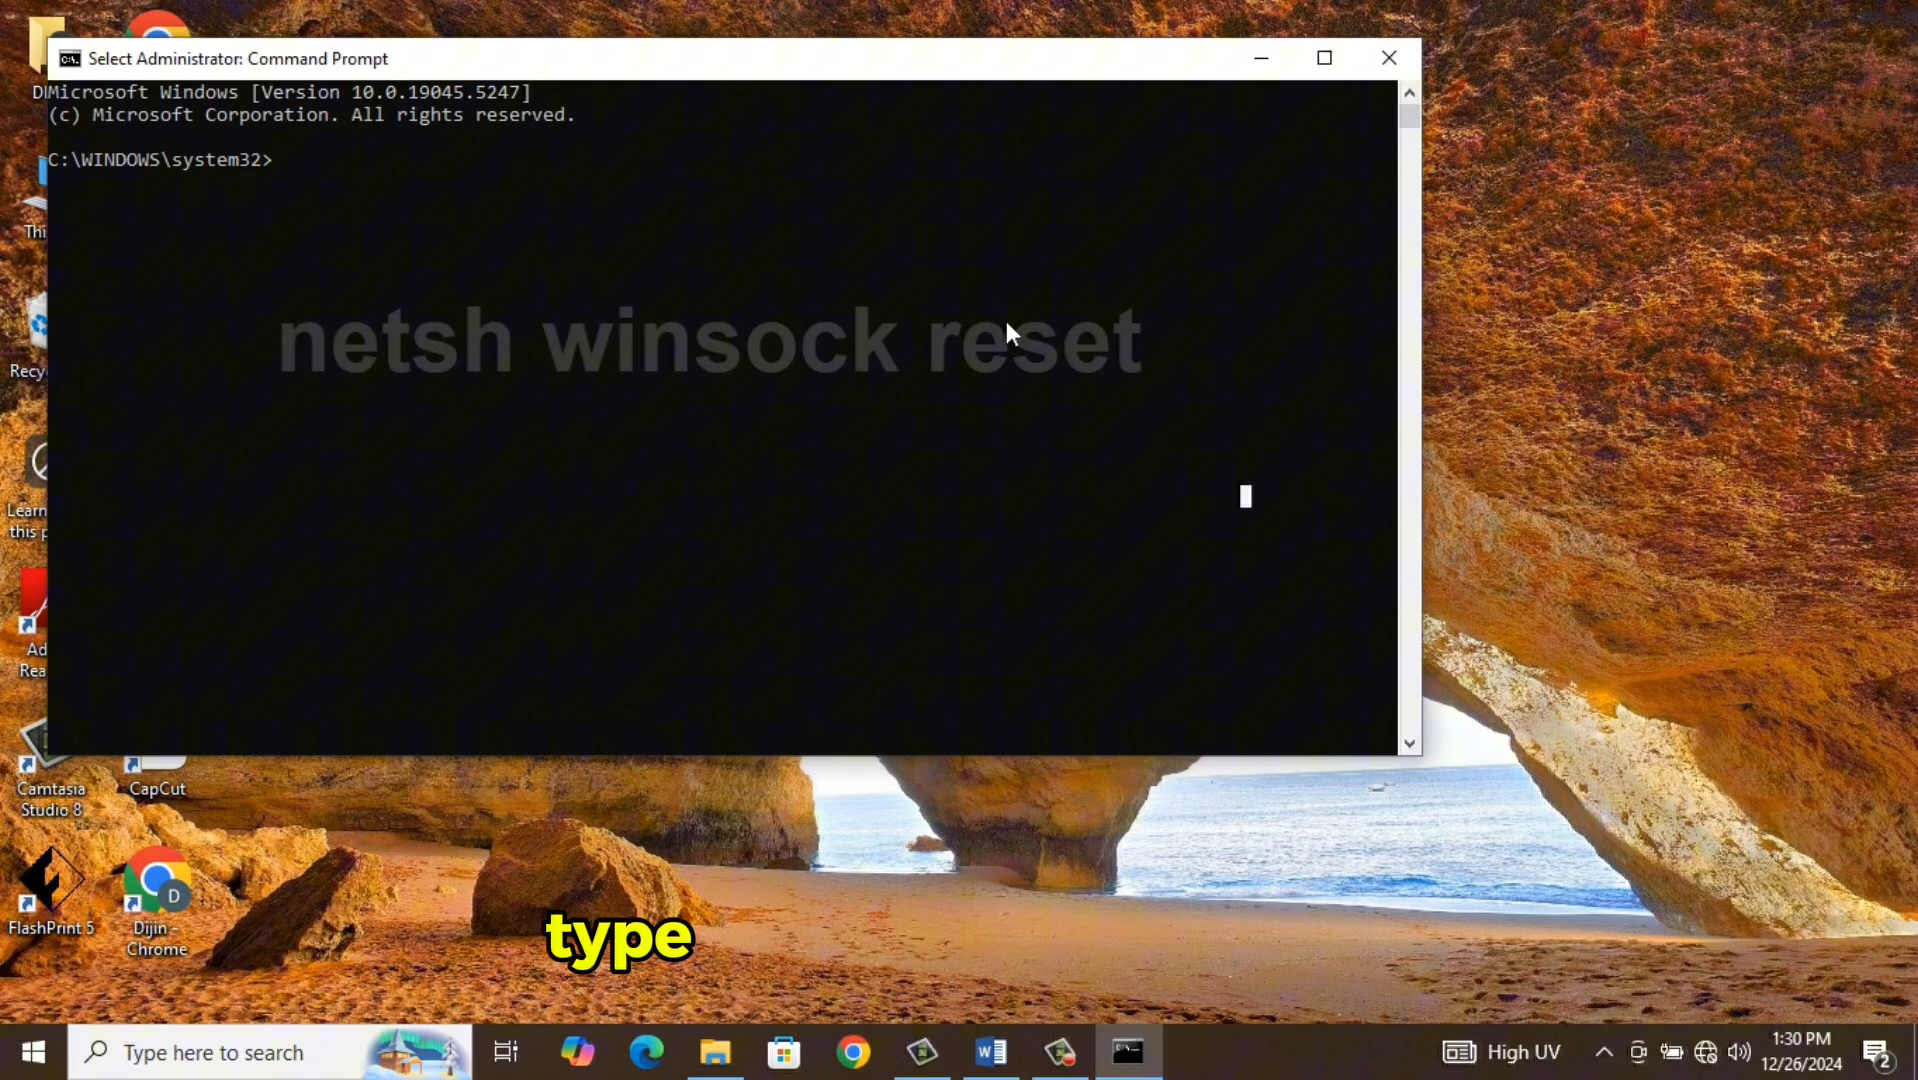 Select Administrator: Command Prompt
Microsoft Windows [Version 10.0.19045.5247]
(c) Microsoft Corporation. All rights reserved.
C:\WINDOWS\system32>
netsh winsock reset
Thi
Recy
Learn
this p
Ad
Rea
Camtasia
Studio 8
CapCut
FlashPrint 5
D
Dijin -
Chrome
type
Type here to search
High UV
1:30 PM
12/26/2024
2